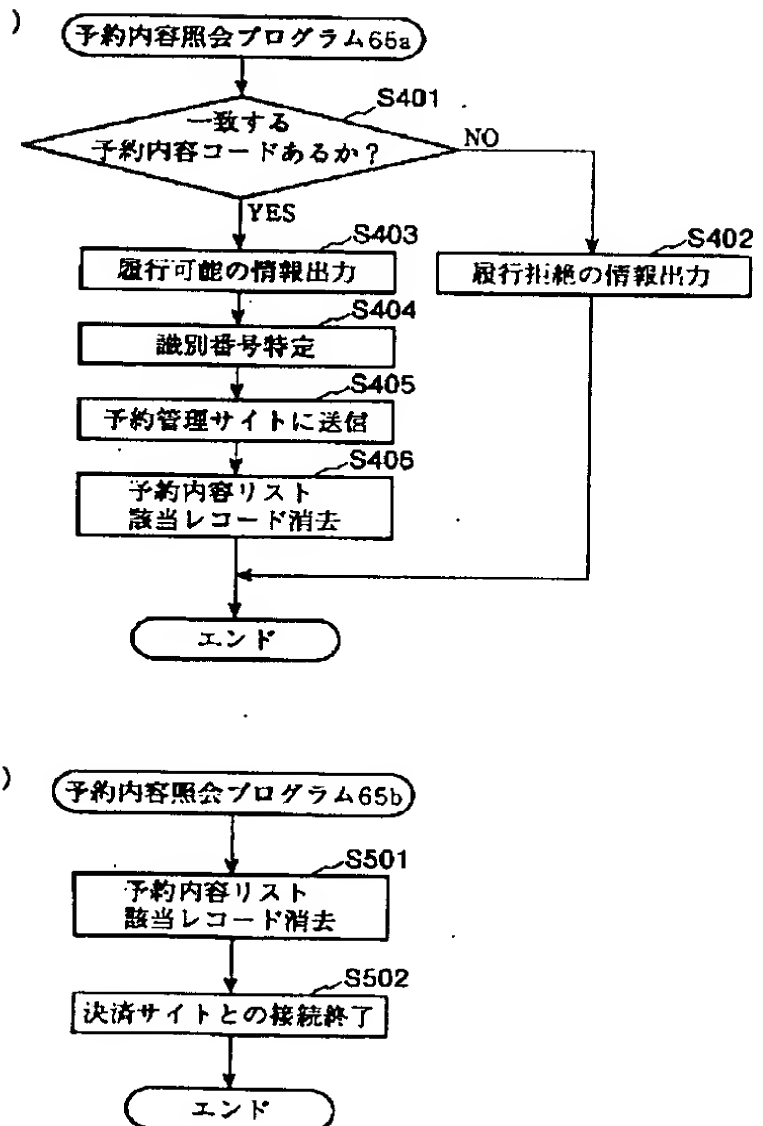 )
予約内容照会プログラム65a
S401
一致する
予約内容コードあるか?
NO
YES
S403
履行可能の情報出力
S402
履行拒絶の情報出力
S404
識別番号特定
S405
予約管理サイトに送信
S406
予約内容リスト
該当レコード消去
エンド
)
予約内容照会プログラム65b
S501
予約内容リスト
該当レコード消去
S502
決済サイトとの接続終了
エンド